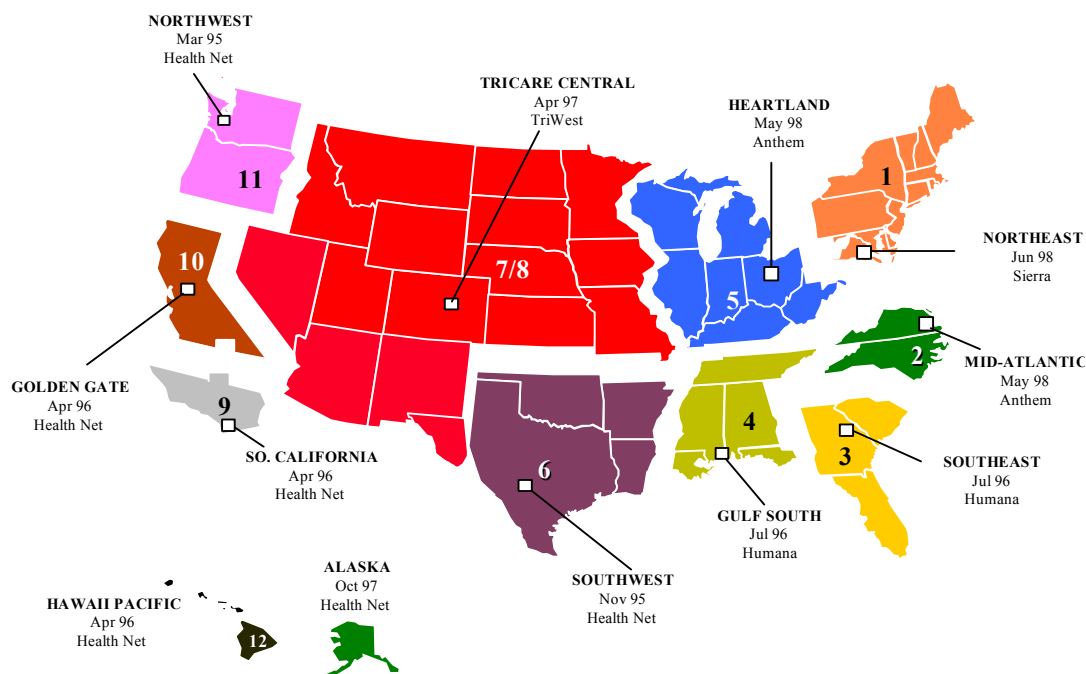 NORTHWEST
Mar 95
Health Net
TRICARE CENTRAL
Apr 97
TriWest
HEARTLAND
May 98
Anthem
1
11
NORTHEAST
Jun 98
Sierra
10
7/8
5
2
MID-ATLANTIC
May 98
Anthem
GOLDEN GATE
Apr 96
Health Net
9
4
3
SO. CALIFORNIA
Apr 96
Health Net
6
SOUTHEAST
Jul 96
Humana
GULF SOUTH
Jul 96
Humana
SOUTHWEST
Nov 95
Health Net
ALASKA
Oct 97
Health Net
HAWAII PACIFIC
Apr 96
Health Net
12